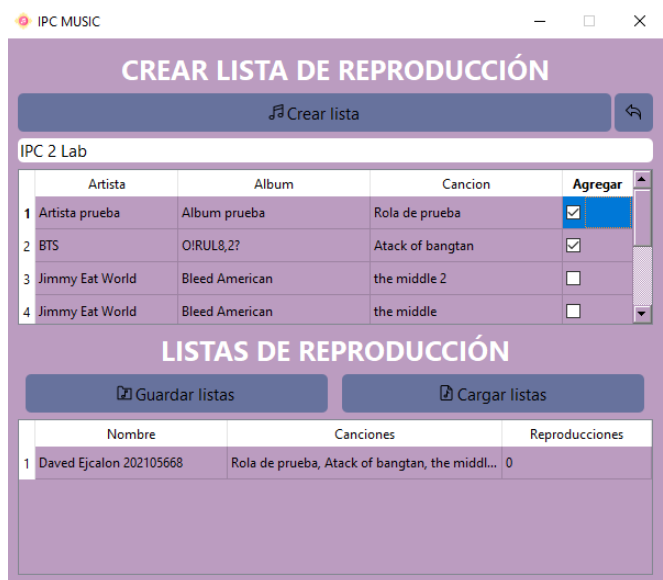 IPC MUSIC
CREAR LISTA DE REPRODUCCIÓN
Crear lista
IPC 2 Lab
Artista Album Cancion Agregar
1 Artista prueba Album prueba Rola de prueba
2 BTS O!RUL8,2? Atack of bangtan
3 Jimmy Eat World Bleed American the middle 2
4 Jimmy Eat World Bleed American the middle
LISTAS DE REPRODUCCIÓN
Guardar listas Cargar listas
Nombre Canciones Reproducciones
1 Daved Ejcalon 202105668 Rola de prueba, Atack of bangtan, the middl... 0